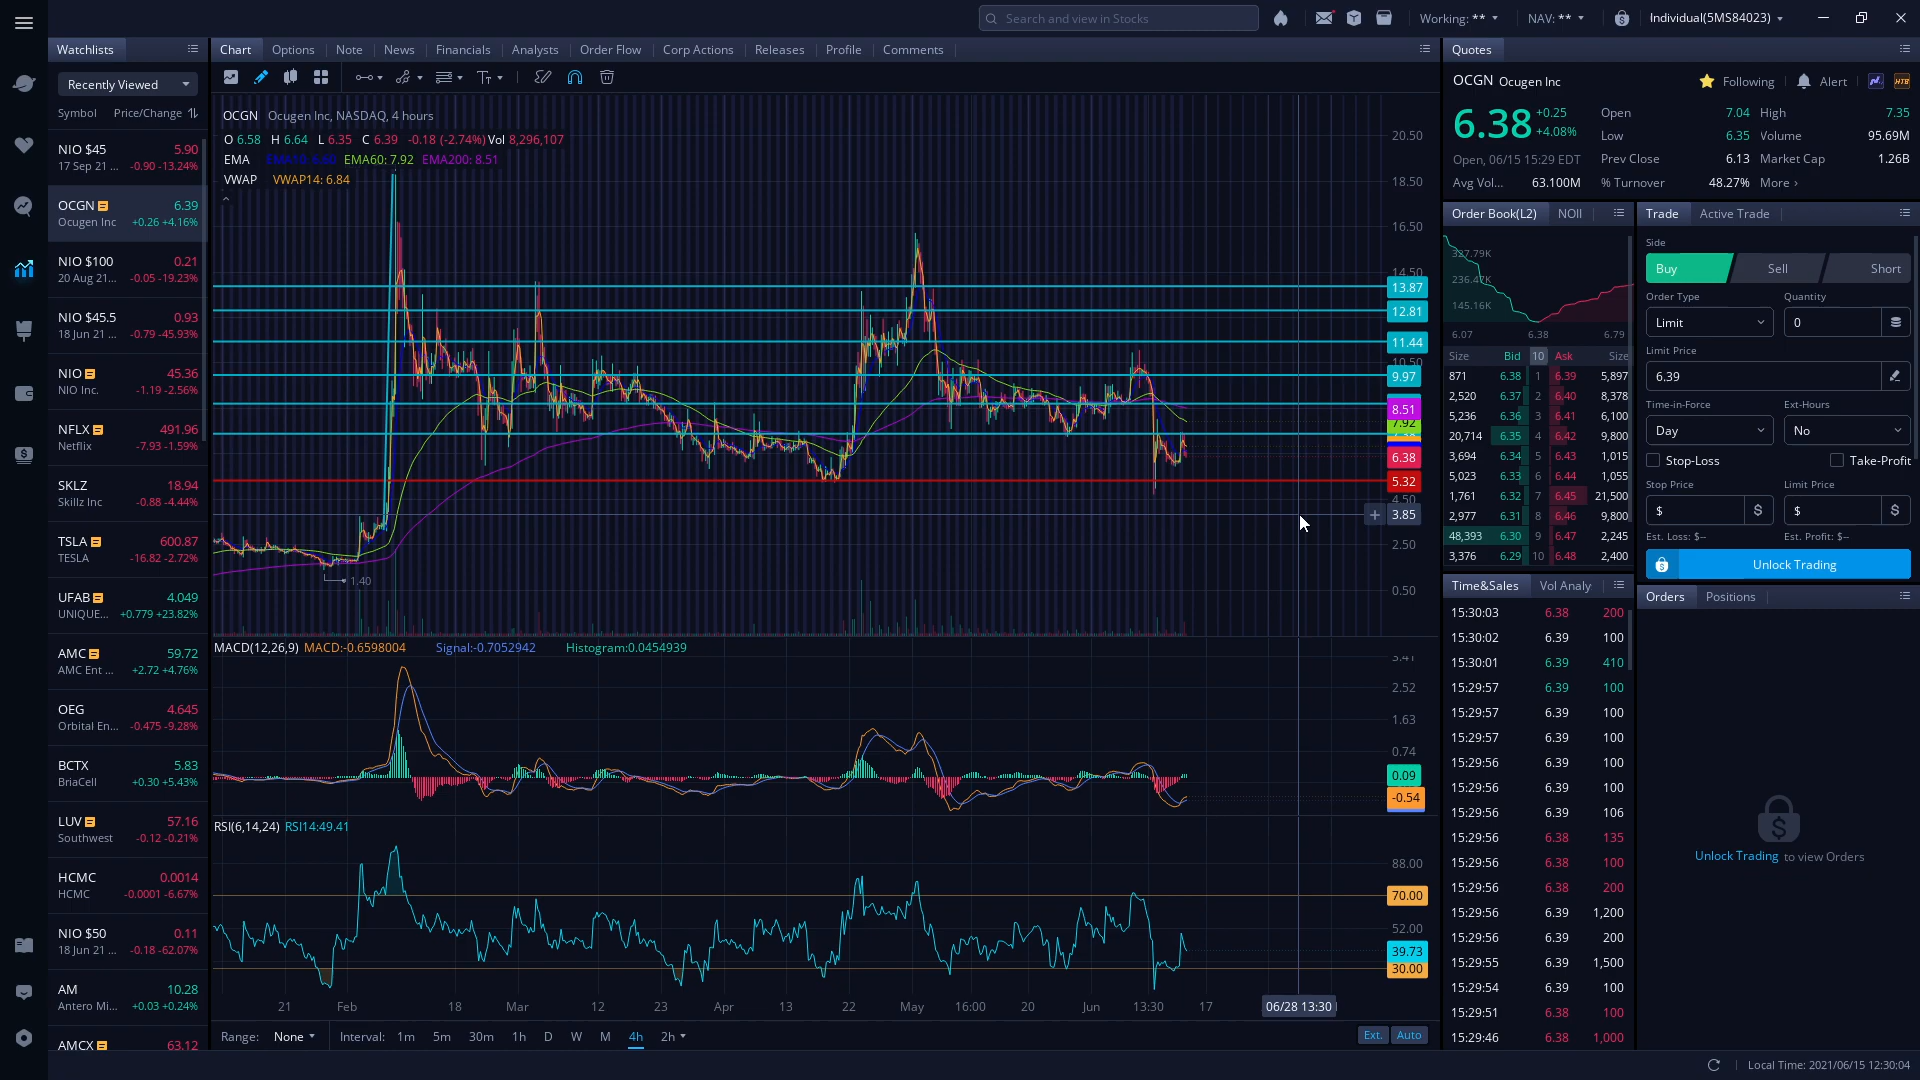 Search and view in Stocks
Working: **
NAV: **
Individual(5MS84023)
Watchlists
Recently Viewed
Symbol Price/Change
NIO $45 5.90
17 Sep 21 ... -0.90 -13.24%
OCGN 6.39
Ocugen Inc +0.26 +4.16%
NIO $100 0.21
20 Aug 21... -0.05 -19.23%
NIO $45.5 0.93
18 Jun 21 ... -0.79 -45.93%
NIO 45.36
NIO Inc. -1.19 -2.56%
NFLX 491.96
Netflix -7.93 -1.59%
SKLZ 18.94
Skillz Inc -0.88 -4.44%
TSLA 600.87
TESLA -16.82 -2.72%
UFAB 4.049
UNIQUE... +0.779 +23.82%
AMC 59.72
AMC Ent ... +2.72 +4.76%
OEG 4.645
Orbital En... -0.475 -9.28%
BCTX 5.83
BriaCell +0.30 +5.43%
LUV 57.16
Southwest -0.12 -0.21%
HCMC 0.0014
HCMC -0.0001 -6.67%
NIO $50 0.11
18 Jun 21 ... -0.18 -62.07%
AM 10.28
Antero Mi... +0.03 +0.24%
AMCX 63.12
Chart Options Note News Financials Analysts Order Flow Corp Actions Releases Profile Comments
OCGN Ocugen Inc, NASDAQ, 4 hours
O 6.58 H 6.64 L 6.35 C 6.39 -0.18 (-2.74%) Vol 8,296,107
EMA EMA60: 7.92 EMA200: 8.51
VWAP VWAP14: 6.84
20.50
18.50
16.50
14.50
13.87
12.81
11.44
10.50
9.97
8.51
7.92
6.38
5.32
4.50
3.85
2.50
0.50
1.40
MACD(12,26,9) MACD:-0.6598004 Signal:-0.7052942 Histogram:0.0454939
3.41
2.52
1.63
0.74
0.09
-0.54
RSI(6,14,24) RSI14:49.41
88.00
70.00
52.00
39.73
30.00
21 Feb 18 Mar 12 23 Apr 13 22 May 16:00 20 Jun 13:30 17 06/28 13:30
Range: None Interval: 1m 5m 30m 1h D W M 4h 2h Ext. Auto
Quotes
OCGN Ocugen Inc Following Alert HTB
6.38 +0.25 +4.08%
Open, 06/15 15:29 EDT
Open 7.04 High 7.35
Low 6.35 Volume 95.69M
Prev Close 6.13 Market Cap 1.26B
Avg Vol... 63.100M % Turnover 48.27% More
Order Book(L2) NOII
327.79K
236.47K
145.16K
6.07 6.38 6.79
Size Bid 10 Ask Size
871 6.38 1 6.39 5,897
2,520 6.37 2 6.40 8,378
5,236 6.36 3 6.41 6,100
20,714 6.35 4 6.42 9,800
3,694 6.34 5 6.43 1,015
5,023 6.33 6 6.44 1,055
1,761 6.32 7 6.45 21,500
2,977 6.31 8 6.46 9,800
48,393 6.30 9 6.47 2,245
3,376 6.29 10 6.48 2,400
Time&Sales Vol Analy
15:30:03 6.38 200
15:30:02 6.39 100
15:30:01 6.39 410
15:29:57 6.39 100
15:29:57 6.39 100
15:29:57 6.39 100
15:29:56 6.39 100
15:29:56 6.39 100
15:29:56 6.39 106
15:29:56 6.38 135
15:29:56 6.38 100
15:29:56 6.38 200
15:29:56 6.39 1,200
15:29:56 6.39 200
15:29:55 6.39 1,500
15:29:54 6.39 100
15:29:51 6.38 100
15:29:46 6.38 1,000
Trade Active Trade
Side
Buy Sell Short
Order Type Quantity
Limit 0
Limit Price
6.39
Time-in-Force Ext-Hours
Day No
Stop-Loss Take-Profit
Stop Price Limit Price
$ $ $ $
Est. Loss: $-- Est. Profit: $--
Unlock Trading
Orders Positions
Unlock Trading to view Orders
Local Time: 2021/06/15 12:30:04